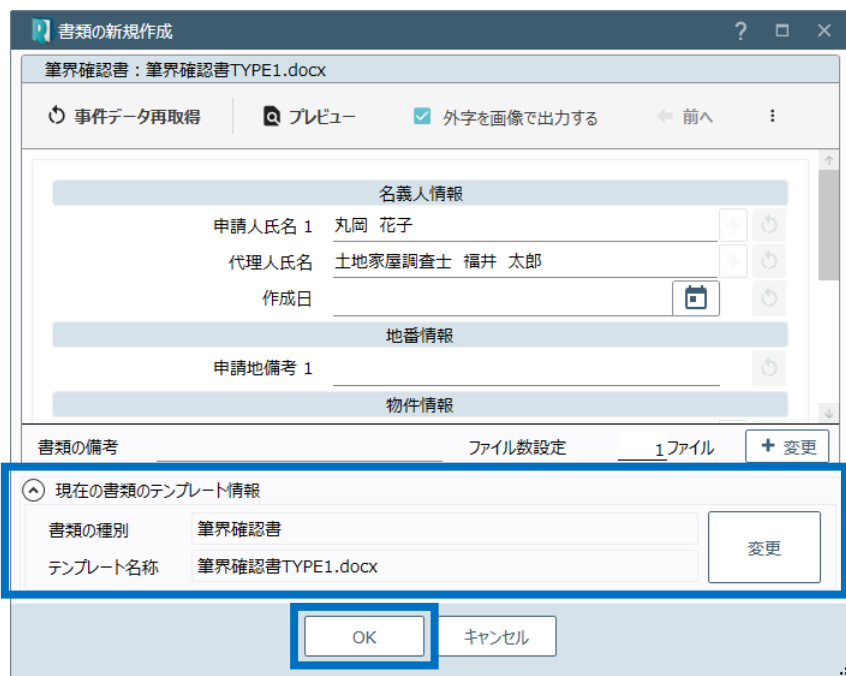 書類の新規作成
筆界確認書：筆界確認書TYPE1.docx
事件データ再取得 プレビュー 外字を画像で出力する 前へ
名義人情報
申請人氏名 1 丸岡 花子
代理人氏名 土地家屋調査士 福井 太郎
作成日
地番情報
申請地備考 1
物件情報
書類の備考 ファイル数設定 1ファイル + 変更
現在の書類のテンプレート情報
書類の種別 筆界確認書
変更
テンプレート名称 筆界確認書TYPE1.docx
OK キャンセル